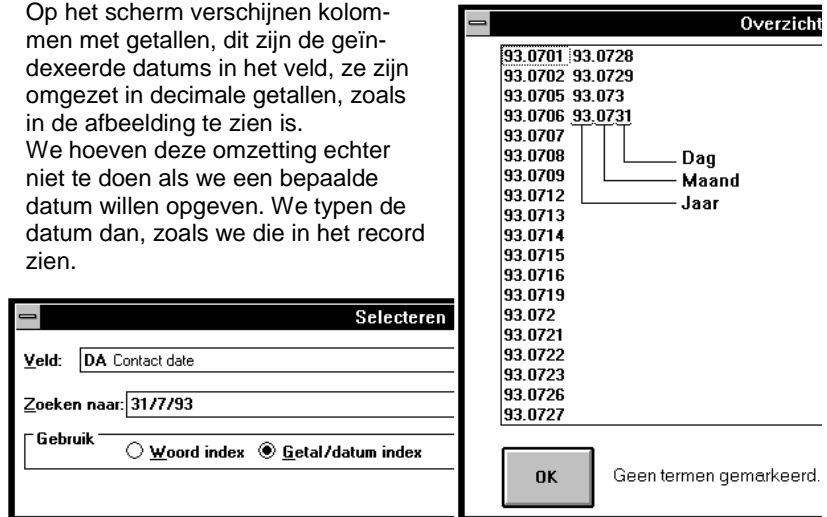 Op het scherm verschijnen kolom-
men met getallen, dit zijn de geïn-
dexeerde datums in het veld, ze zijn
omgezet in decimale getallen, zoals
in de afbeelding te zien is.
We hoeven deze omzetting echter
niet te doen als we een bepaalde
datum willen opgeven. We typen de
datum dan, zoals we die in het record
zien.
Selecteren
Veld: DA Contact date
Zoeken naar: 31/7/93
Gebruik
Woord index Getal/datum index
Overzicht
93.0701 93.0728
93.0702 93.0729
93.0705 93.073
93.0706 93.0731
93.0707
93.0708 Dag
93.0709 Maand
93.0712 Jaar
93.0713
93.0714
93.0715
93.0716
93.0719
93.072
93.0721
93.0722
93.0723
93.0726
93.0727
OK Geen termen gemarkeerd.